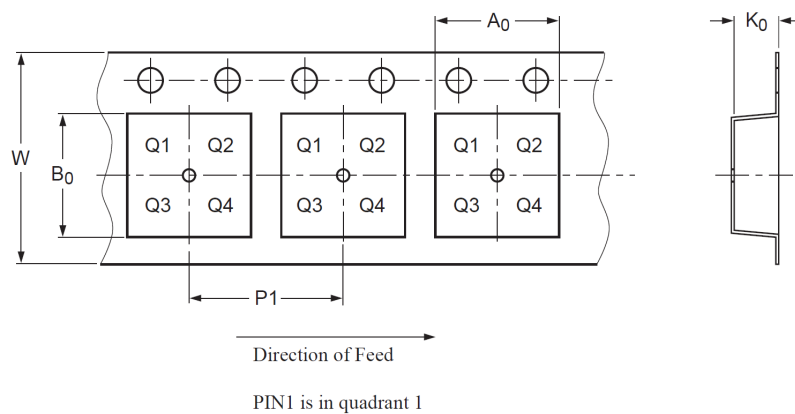 A0
K0
W
B0
Q1 Q2 Q1 Q2 Q1 Q2
Q3 Q4 Q3 Q4 Q3 Q4
P1
Direction of Feed
PIN1 is in quadrant 1